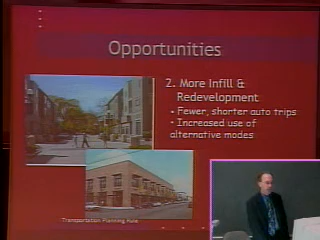 Opportunities
2. More Infill &
Redevelopment
• Fewer, shorter auto trips
• Increased use of
alternative modes
Transportation Planning Rule